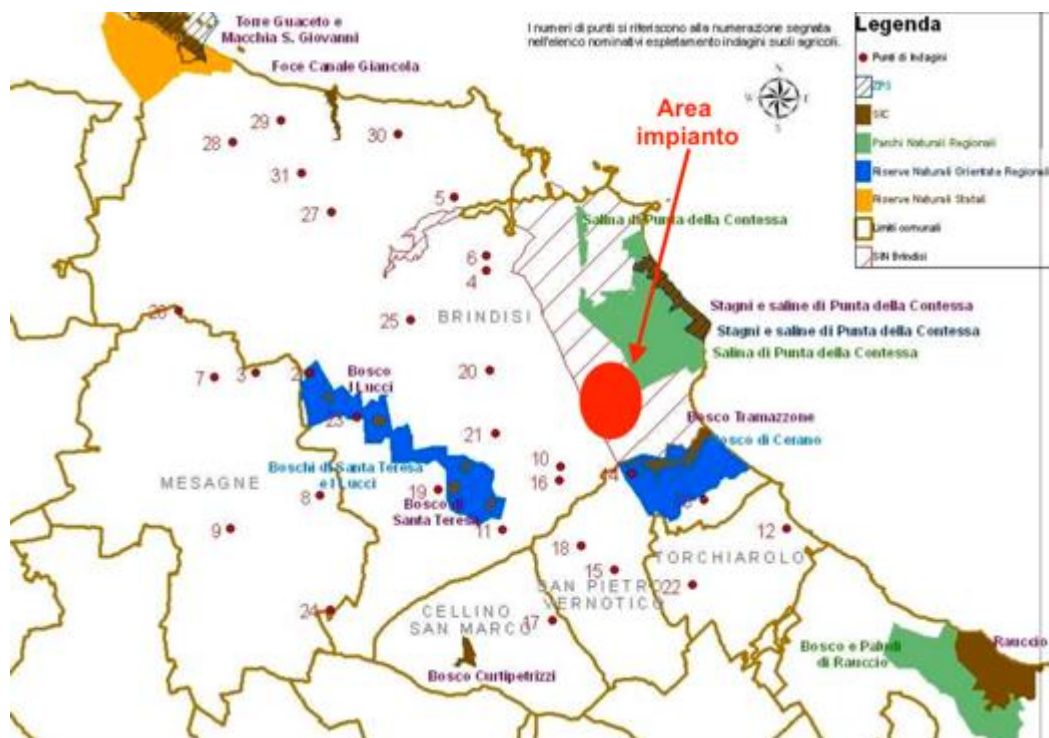 Torre Guaceto e
Macchia S. Giovanni
I numeri di punti si riferiscono alla numerazione segnata
nell'elenco nominativi espletamento indagini suoli agricoli.
Legenda
Punti di Indagini
ZPS
SIC
Parchi Naturali Regionali
Riserve Naturali Orientate Regionali
Riserve Naturali Statali
Limiti comunali
SIN Brindisi
Foce Canale Giancola
N
W
E
S
Area
impianto
29
28
30
31
27
5
Salina di Punta della Contessa
6
4
BRINDISI
25
Stagni e saline di Punta della Contessa
Stagni e saline di Punta della Contessa
Salina di Punta della Contessa
7
3
2
20
Bosco
I Lucci
23
21
Bosco Tramazzone
Bosco di Cerano
Boschi di Santa Teresa
e I Lucci
MESAGNE
10
16
8
19
Bosco di
Santa Teresa
9
11
12
18
TORCHIAROLO
15
22
SAN PIETRO
VERNOTICO
24
CELLINO
SAN MARCO
17
Bosco Curtipetrizzi
Bosco e Paludi
di Rauccio
Rauccio